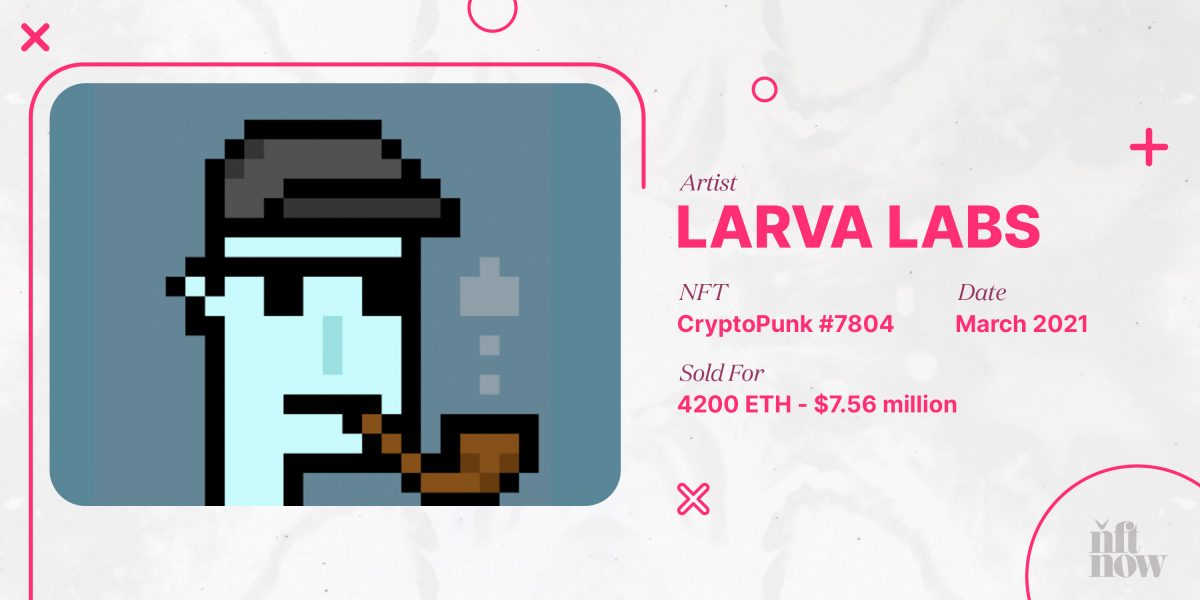 Artist
LARVA LABS
NFT
Date
CryptoPunk #7804
March 2021
Sold For
4200 ETH - $7.56 million
nft
now